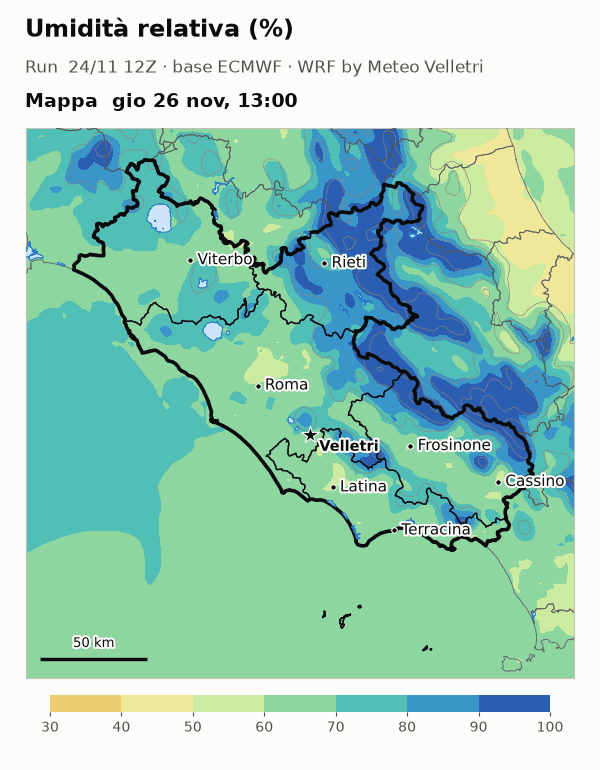 Umidità relativa (%)
Run 24/11 12Z · base ECMWF · WRF by Meteo Velletri
Mappa gio 26 nov, 13:00
Viterbo
Rieti
Roma
Velletri
Frosinone
Cassino
Latina
Terracina
50 km
30 40 50 60 70 80 90 100